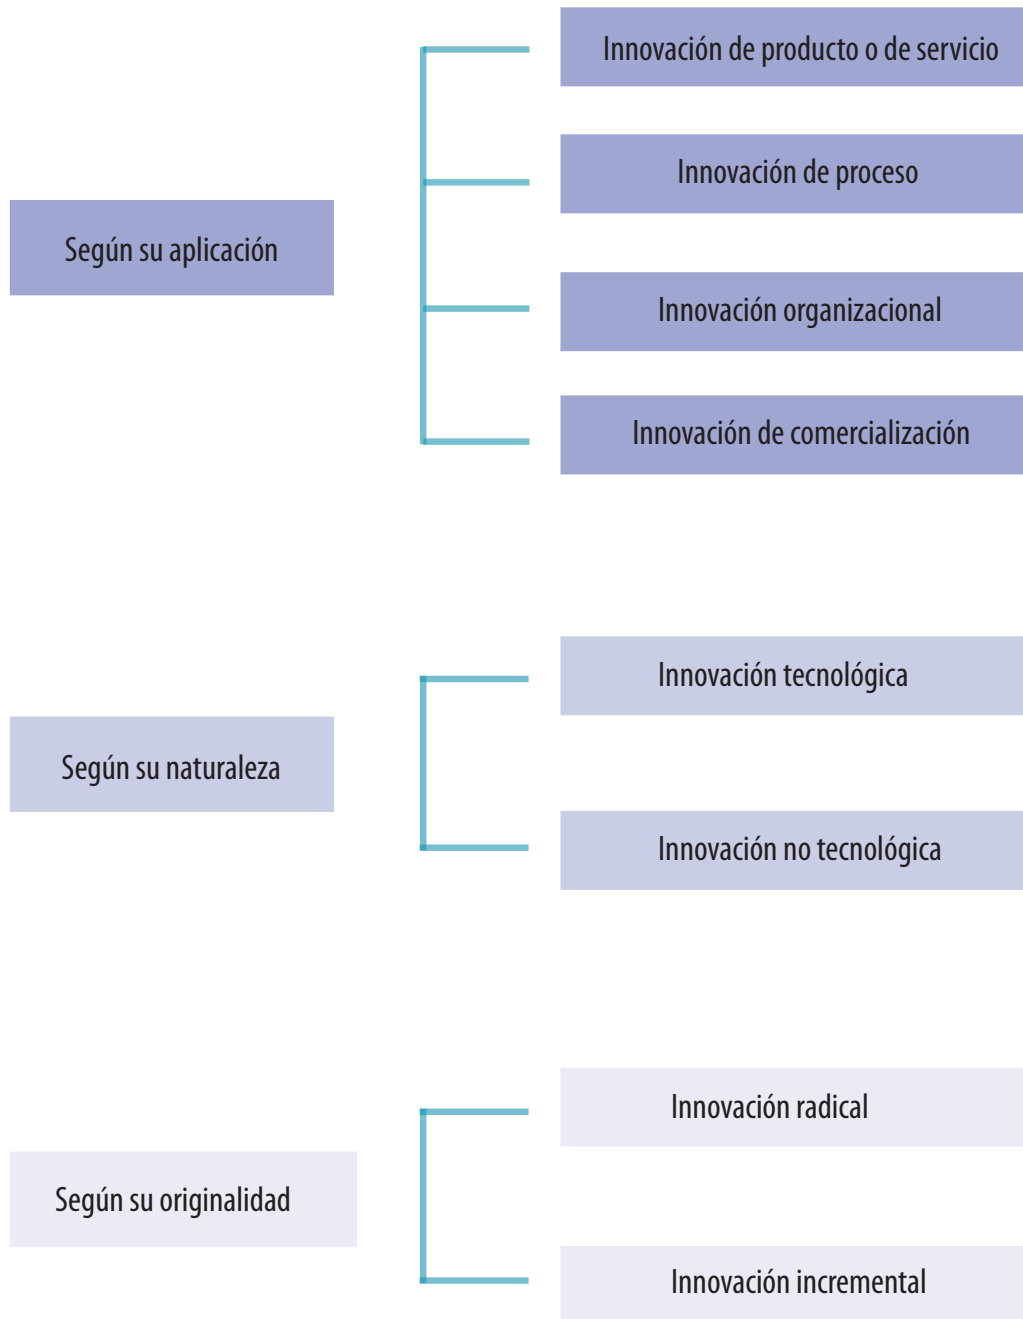 Según su aplicación
Innovación de producto o de servicio
Innovación de proceso
Innovación organizacional
Innovación de comercialización
Según su naturaleza
Innovación tecnológica
Innovación no tecnológica
Según su originalidad
Innovación radical
Innovación incremental